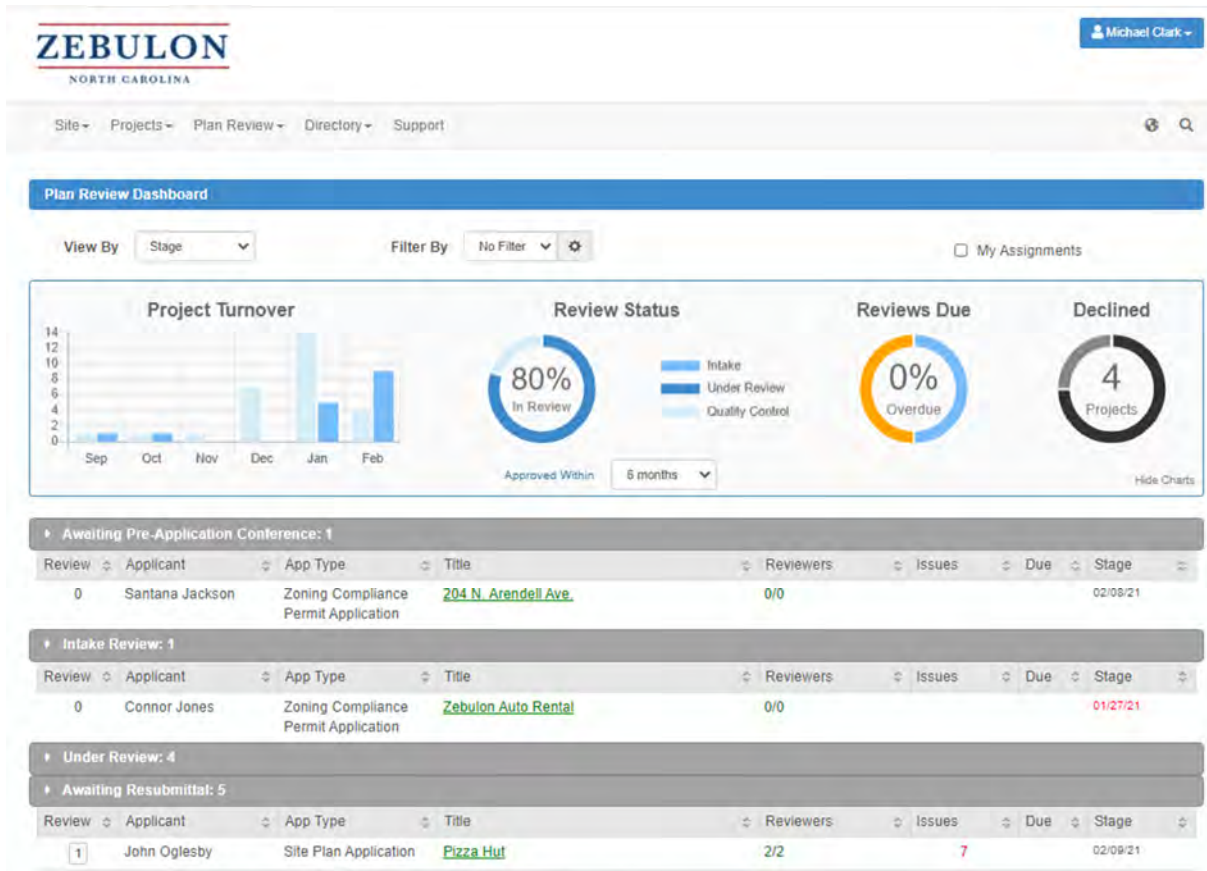 ZEBULON
NORTH CAROLINA
Michael Clark
Site Projects Plan Review Directory Support
Plan Review Dashboard
View By Stage Filter By No Filter My Assignments
Project Turnover Review Status Reviews Due Declined
14
12
10
8
6
4
2
0
Sep Oct Nov Dec Jan Feb
80%
In Review
Intake
Under Review
Quality Control
0%
Overdue
4
Projects
Approved Within 6 months
Hide Charts
Awaiting Pre-Application Conference: 1
Review Applicant App Type Title Reviewers Issues Due Stage
0 Santana Jackson Zoning Compliance 204 N. Arendell Ave. 0/0 02/08/21
Permit Application
Intake Review: 1
Review Applicant App Type Title Reviewers Issues Due Stage
0 Connor Jones Zoning Compliance Zebulon Auto Rental 0/0 01/27/21
Permit Application
Under Review: 4
Awaiting Resubmittal: 5
Review Applicant App Type Title Reviewers Issues Due Stage
1 John Oglesby Site Plan Application Pizza Hut 2/2 7 02/09/21